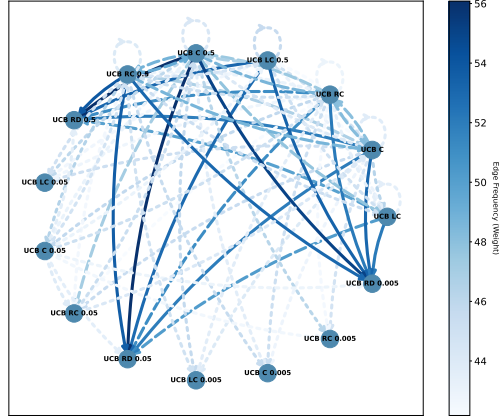 56
UCB C 0.5
UCB LC 0.5
UCB RC 0.5
UCB RC
54
UCB RD 0.5
UCB C
52
UCB LC 0.05
UCB LC
50
UCB C 0.05
UCB RD 0.005
48
UCB RC 0.05
UCB RC 0.005
46
UCB RD 0.05
UCB C 0.005
UCB LC 0.005
44
Edge Frequency (Weight)